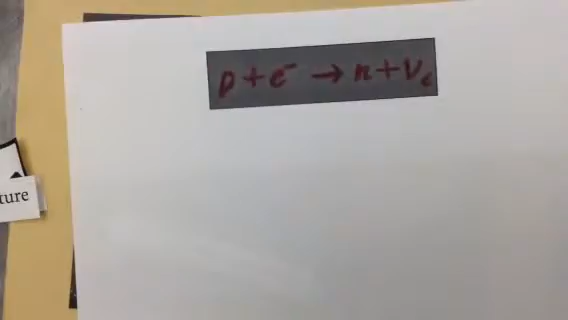 p + e⁻ → n + νₑ
ture